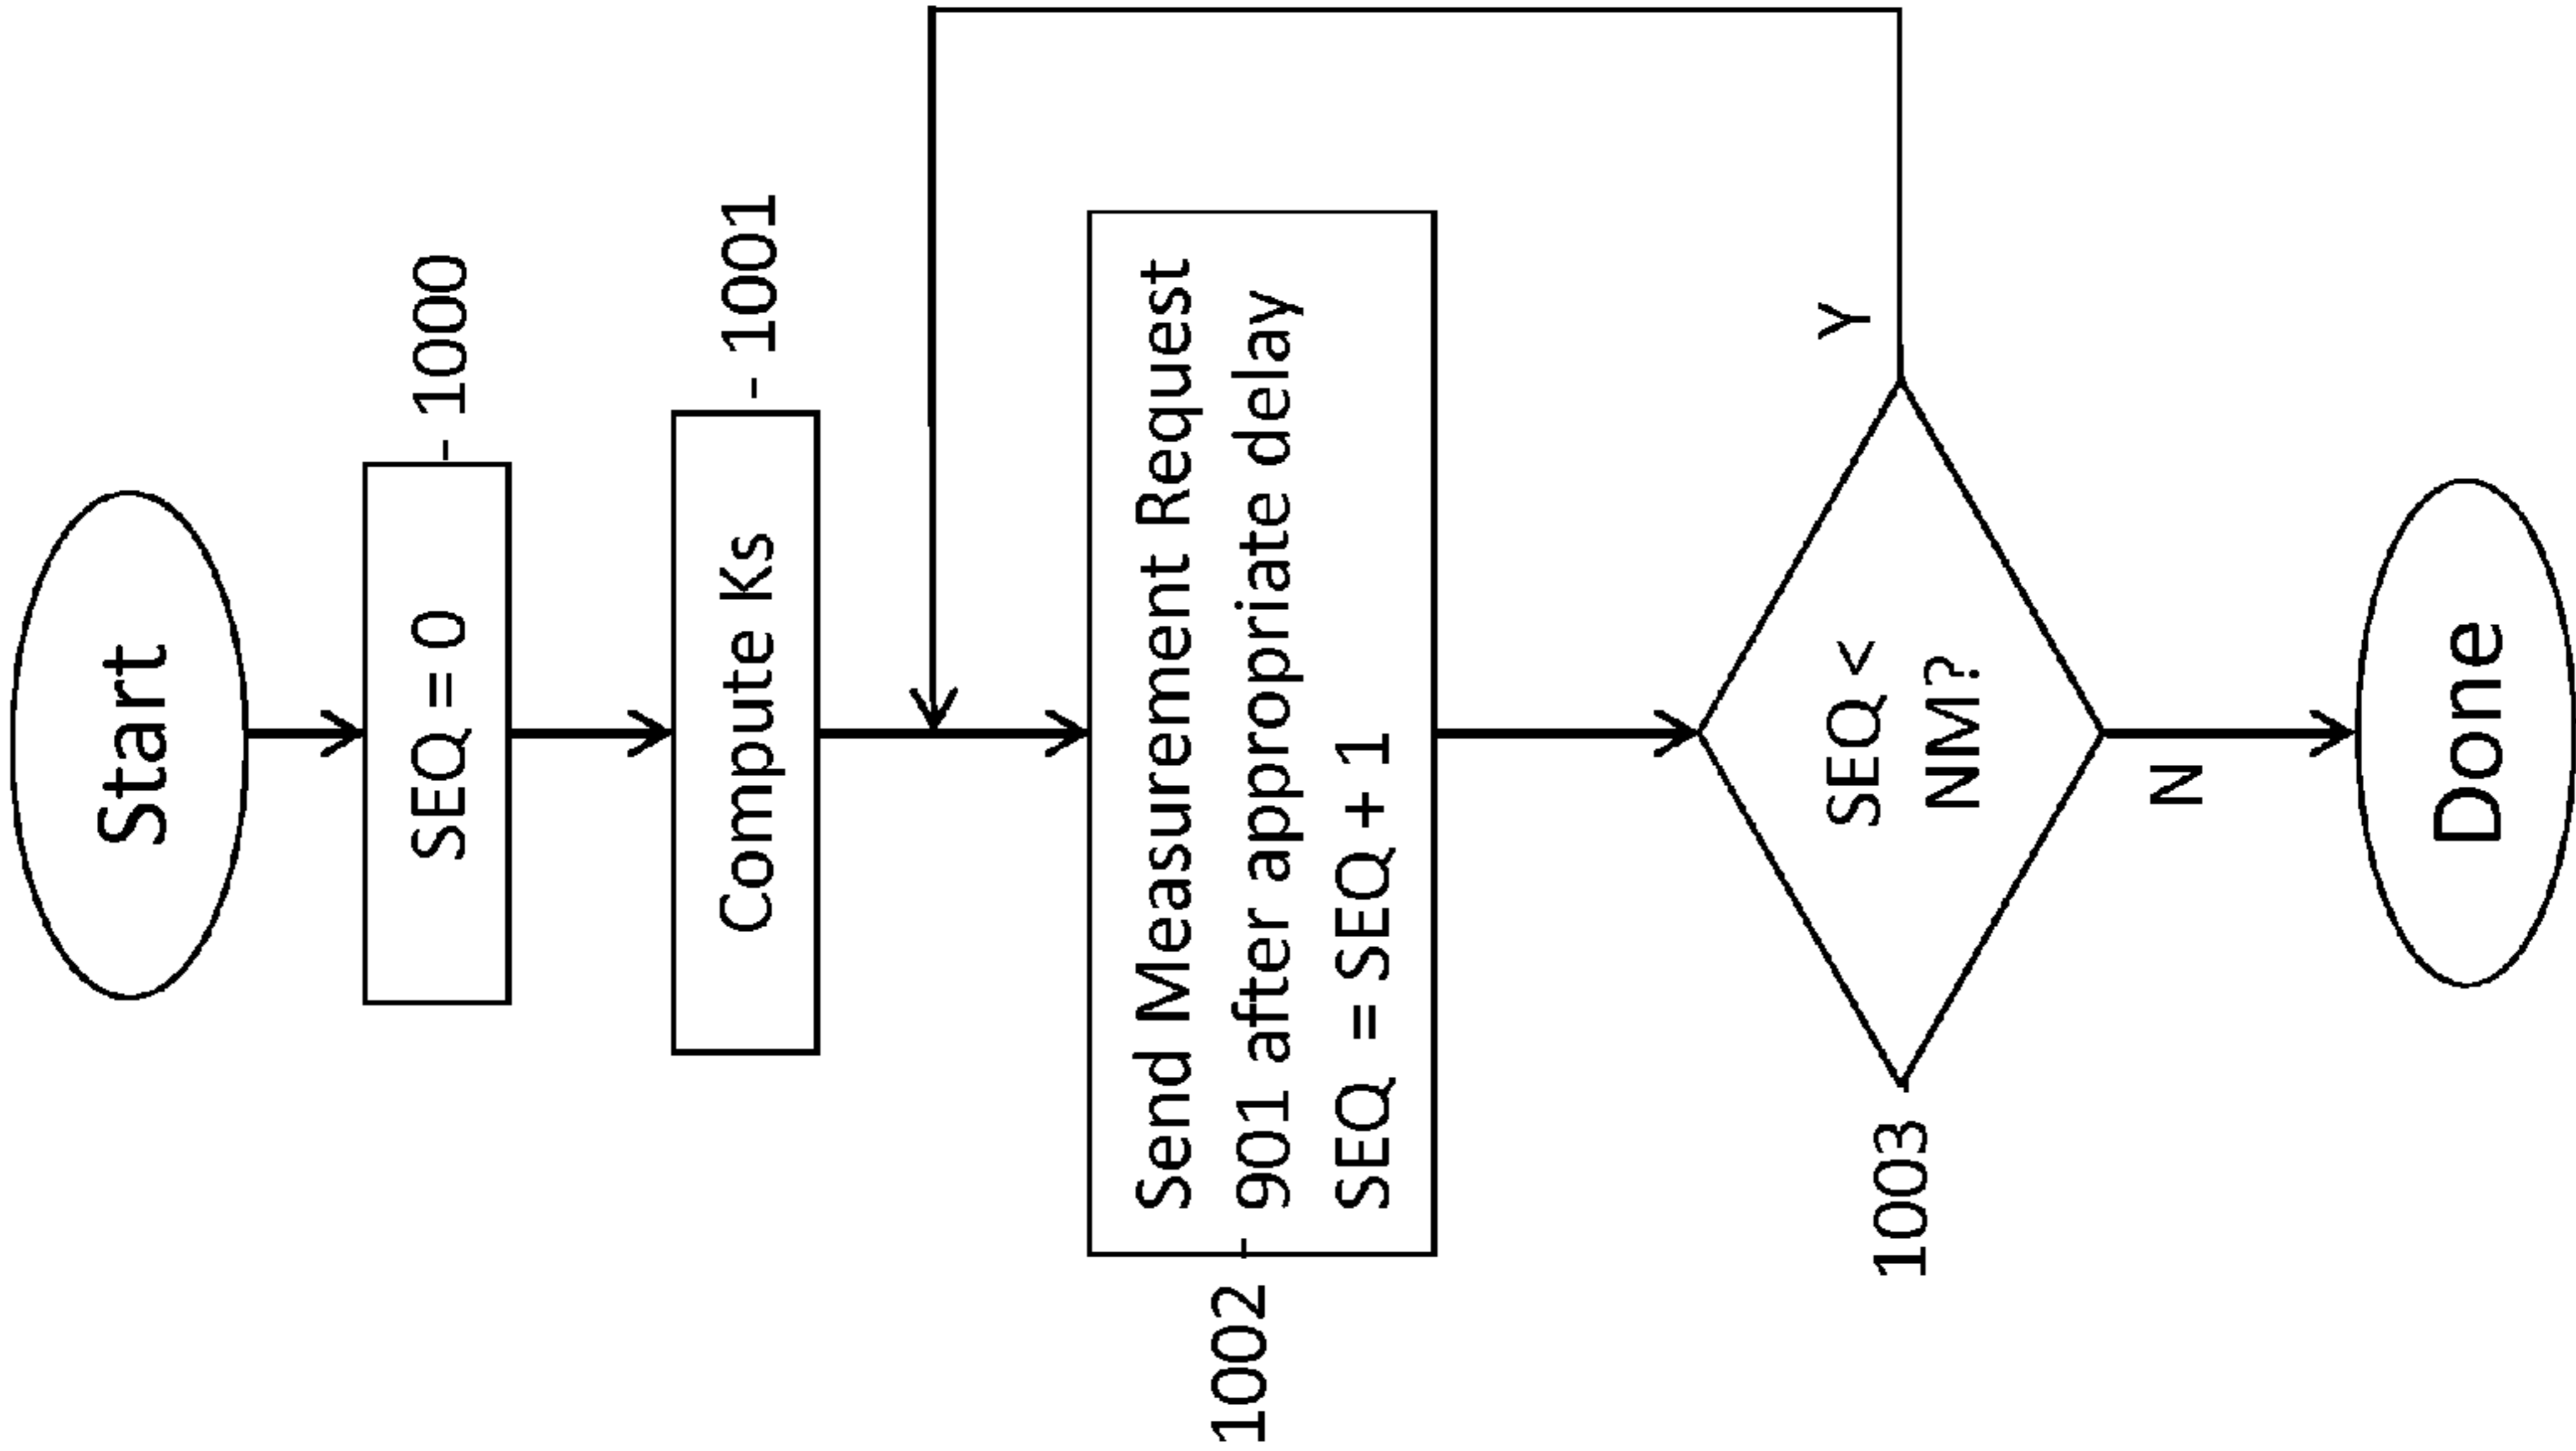 Start
SEQ = 0
- 1000
Compute Ks
- 1001
Send Measurement Request
1002 - 901 after appropriate delay
SEQ = SEQ + 1
SEQ <
NM?
Y
1003 -
N
Done